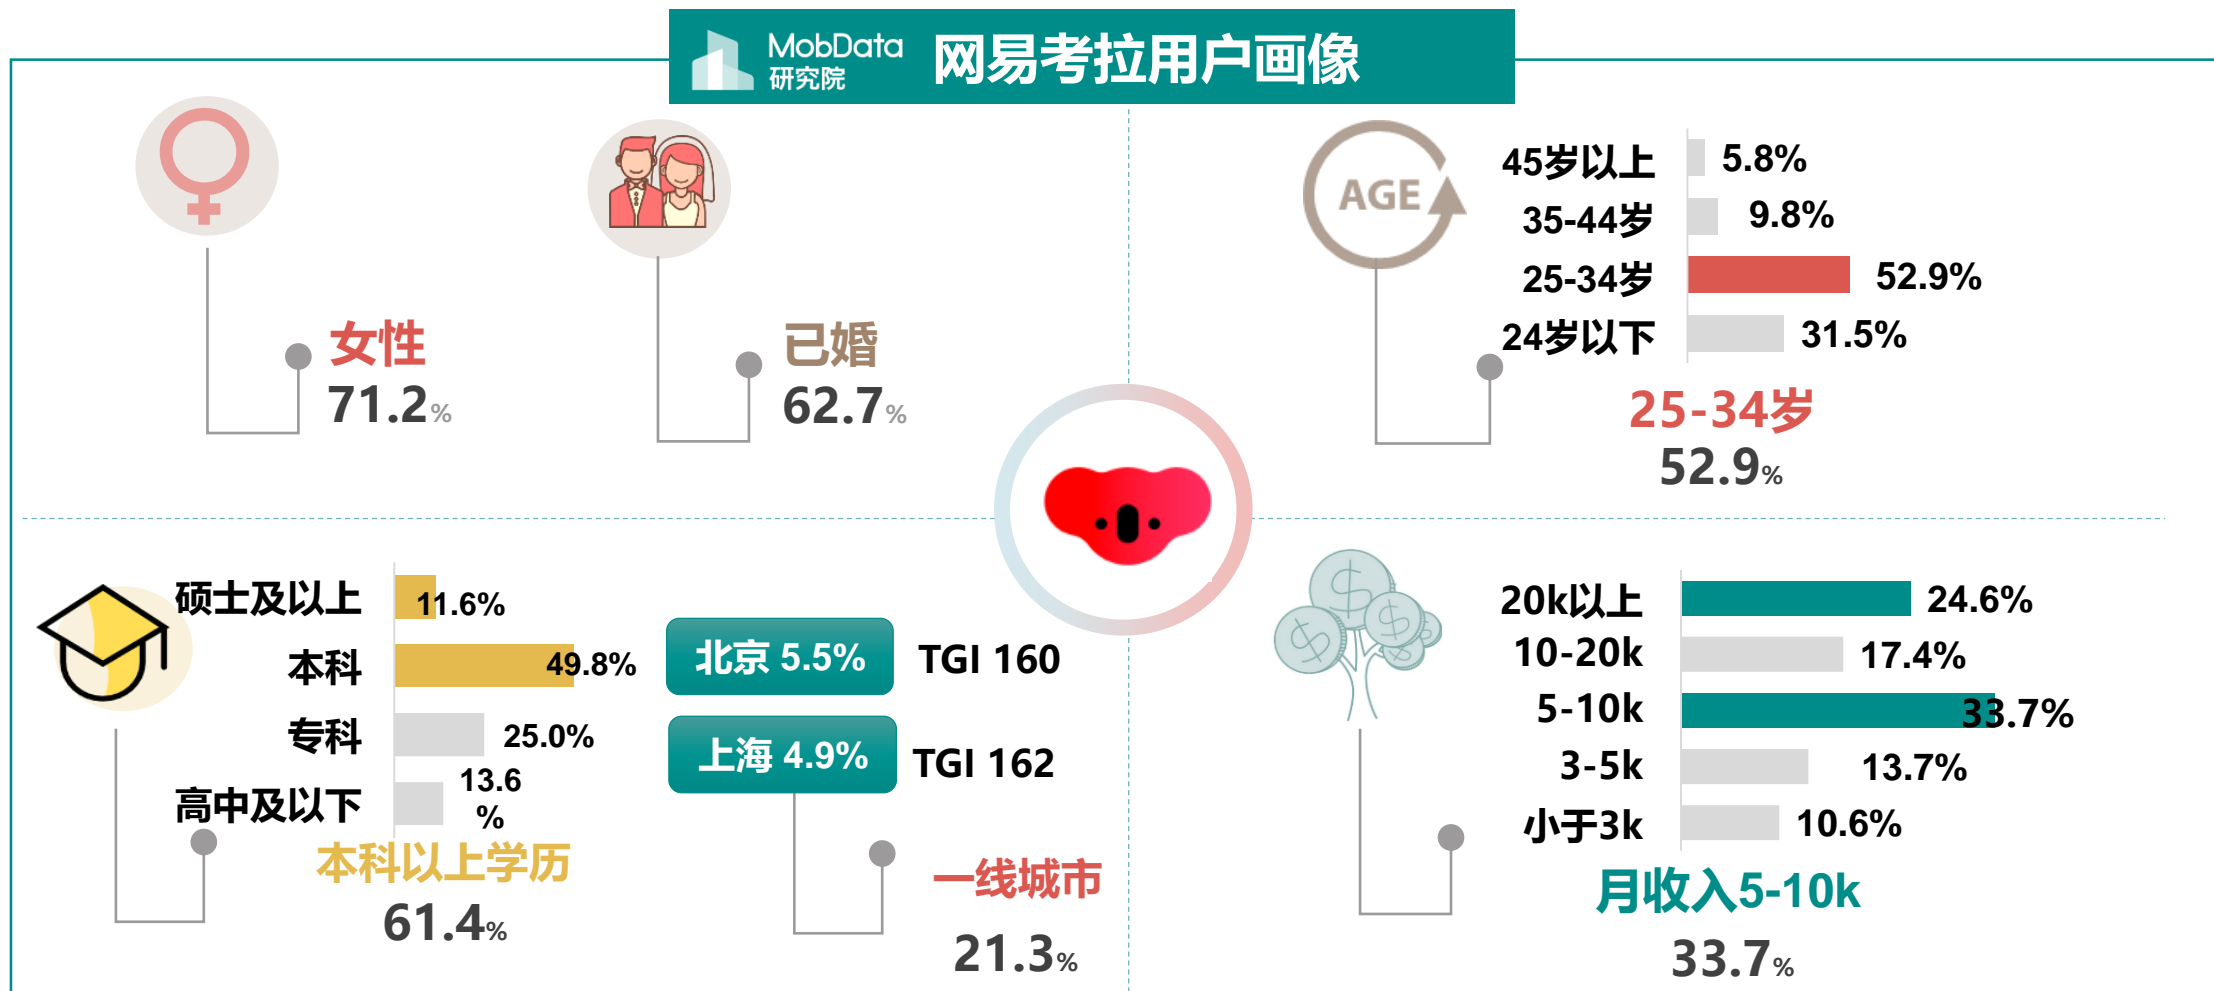 MobData
研究院
网易考拉用户画像
女性
71.2%
已婚
62.7%
AGE
45岁以上 5.8%
35-44岁 9.8%
25-34岁 52.9%
24岁以下 31.5%
25-34岁
52.9%
硕士及以上 11.6%
本科 49.8%
专科 25.0%
高中及以下 13.6
%
本科以上学历
61.4%
北京 5.5% TGI 160
上海 4.9% TGI 162
一线城市
21.3%
$ $ $ $
20k以上 24.6%
10-20k 17.4%
5-10k 33.7%
3-5k 13.7%
小于3k 10.6%
月收入5-10k
33.7%